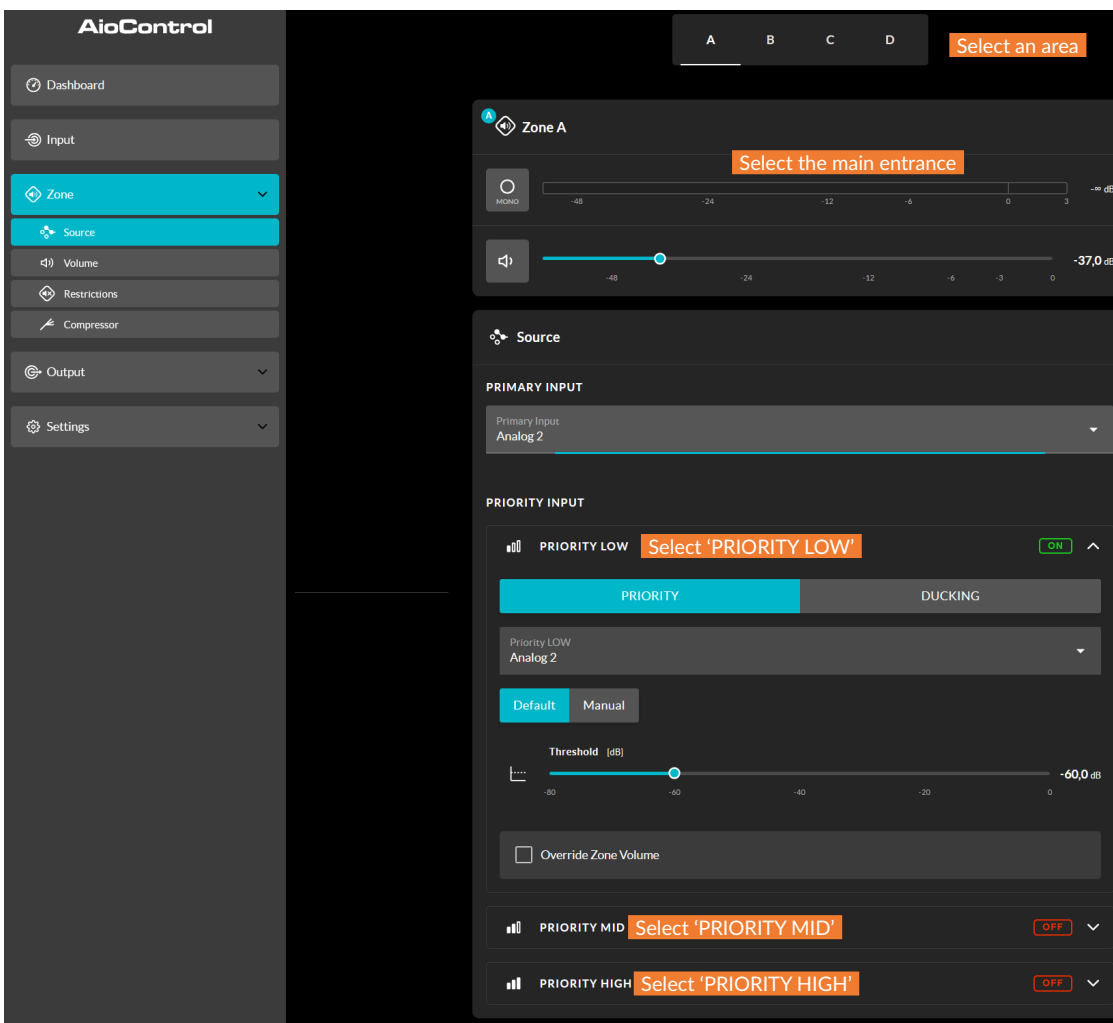 AioControl
Dashboard
Input
Zone
Source
Volume
Restrictions
Compressor
Output
Settings
A B C D
Select an area
A
Zone A
Select the main entrance
MONO
-∞ dB
-48 -24 -12 -6 0 3
-37,0 dB
-48 -24 -12 -6 -3 0
Source
PRIMARY INPUT
Primary Input
Analog 2
PRIORITY INPUT
PRIORITY LOW Select ‘PRIORITY LOW’ ON
PRIORITY DUCKING
Priority LOW
Analog 2
Default Manual
Threshold [dB]
-60,0 dB
-80 -60 -40 -20 0
Override Zone Volume
PRIORITY MID Select ‘PRIORITY MID’ OFF
PRIORITY HIGH Select ‘PRIORITY HIGH’ OFF